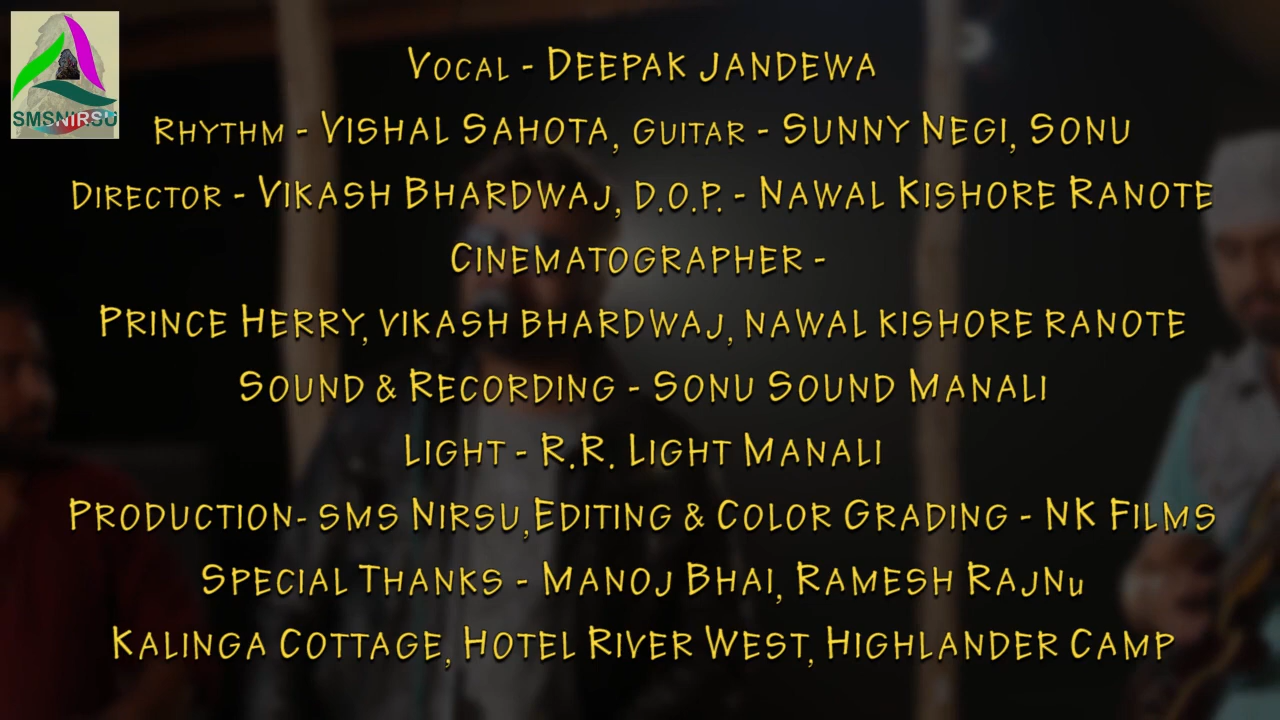 SMSNIRSU
VOCAL - DEEPAK JANDEWA
RHYTHM - VISHAL SAHOTA, GUITAR - SUNNY NEGI, SONU
DIRECTOR - VIKASH BHARDWAJ, D.O.P. - NAWAL KISHORE RANOTE
CINEMATOGRAPHER -
PRINCE HERRY, VIKASH BHARDWAJ, NAWAL KISHORE RANOTE
SOUND & RECORDING - SONU SOUND MANALI
LIGHT - R.R. LIGHT MANALI
PRODUCTION- SMS NIRSU,EDITING & COLOR GRADING - NK FILMS
SPECIAL THANKS - MANOJ BHAI, RAMESH RAJNu
KALINGA COTTAGE, HOTEL RIVER WEST, HIGHLANDER CAMP